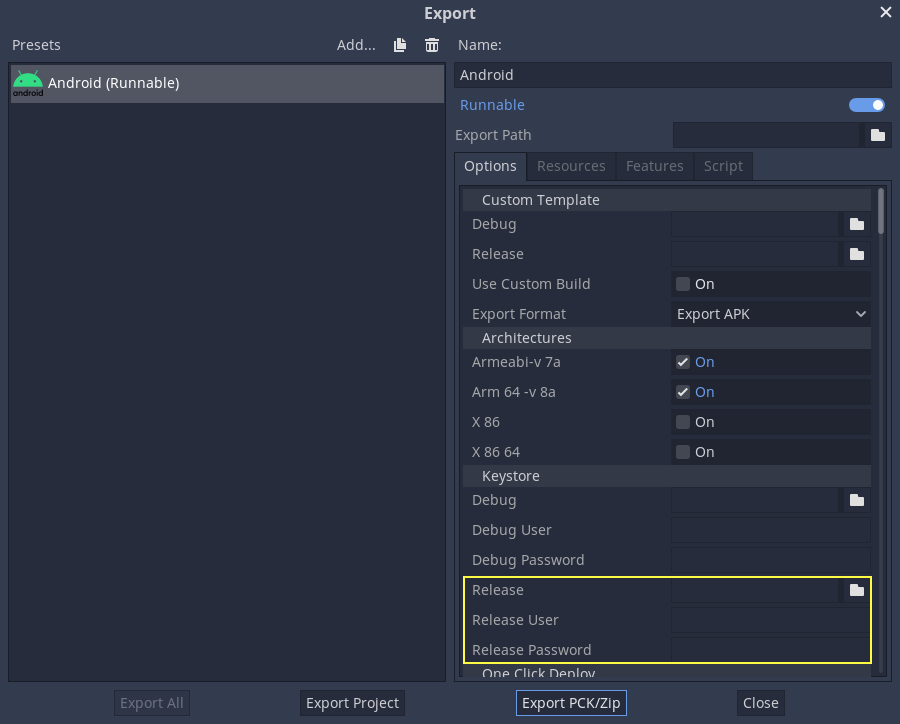 Export
Presets
Add...
Name:
android
Android (Runnable)
Android
Runnable
Export Path
Options Resources Features Script
Custom Template
Debug
Release
Use Custom Build On
Export Format Export APK
Architectures
Armeabi-v 7a On
Arm 64 -v 8a On
X 86 On
X 86 64 On
Keystore
Debug
Debug User
Debug Password
Release
Release User
Release Password
One Click Deploy
Export All Export Project Export PCK/Zip Close